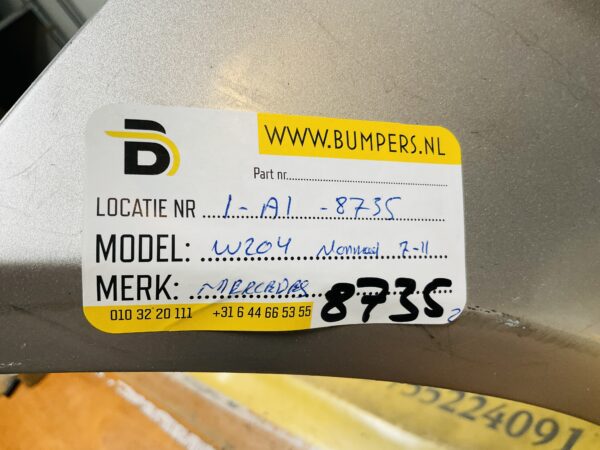 WWW.BUMPERS.NL
Part nr.
LOCATIE NR 1-A1 -8735
MODEL: W204 Normaal 7-11
MERK: MERCEDES 8735
010 32 20 111 +31 6 44 66 53 55
55224091